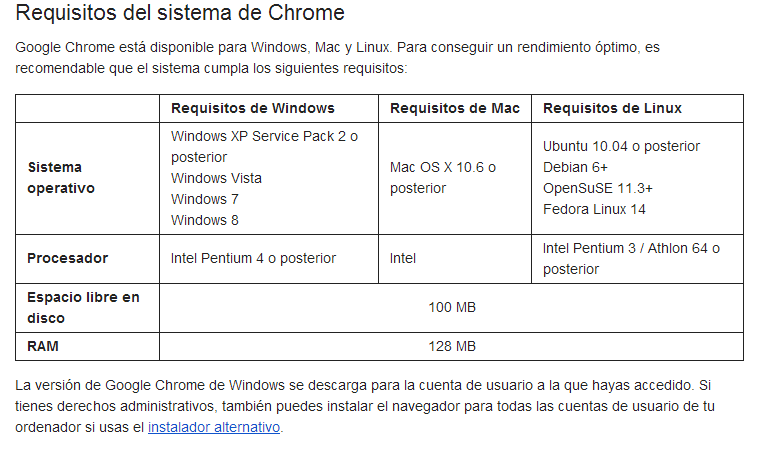 Requisitos del sistema de Chrome
Google Chrome está disponible para Windows, Mac y Linux. Para conseguir un rendimiento óptimo, es
recomendable que el sistema cumpla los siguientes requisitos:
Requisitos de Windows Requisitos de Mac Requisitos de Linux
Sistema
operativo
Windows XP Service Pack 2 o
posterior
Windows Vista
Windows 7
Windows 8
Mac OS X 10.6 o
posterior
Ubuntu 10.04 o posterior
Debian 6+
OpenSuSE 11.3+
Fedora Linux 14
Procesador
Intel Pentium 4 o posterior
Intel
Intel Pentium 3 / Athlon 64 o
posterior
Espacio libre en
disco
100 MB
RAM
128 MB
La versión de Google Chrome de Windows se descarga para la cuenta de usuario a la que hayas accedido. Si
tienes derechos administrativos, también puedes instalar el navegador para todas las cuentas de usuario de tu
ordenador si usas el instalador alternativo.